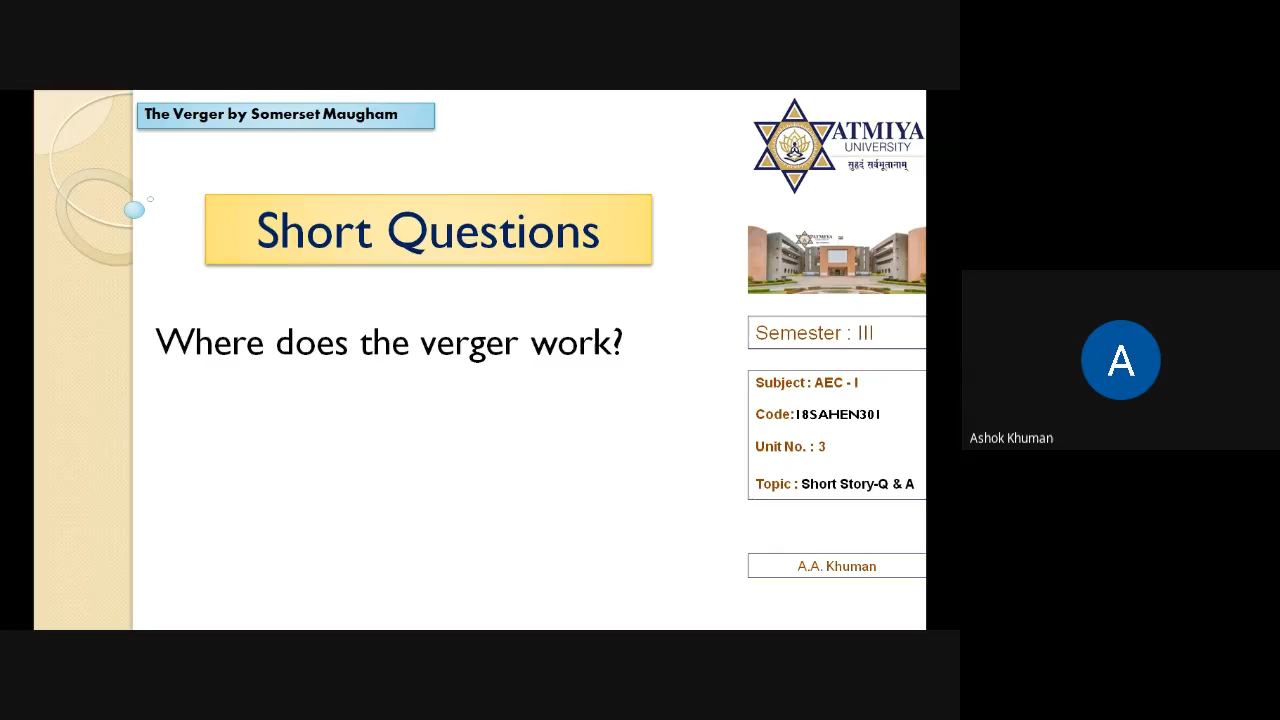 The Verger by Somerset Maugham
ATMIYA
UNIVERSITY
सुहृदं सर्वभूतानाम्
Short Questions
ATMIYA
Where does the verger work?
Semester : III
Subject : AEC - I
Code:18SAHEN301
Unit No. : 3
Topic : Short Story-Q & A
A.A. Khuman
A
Ashok Khuman